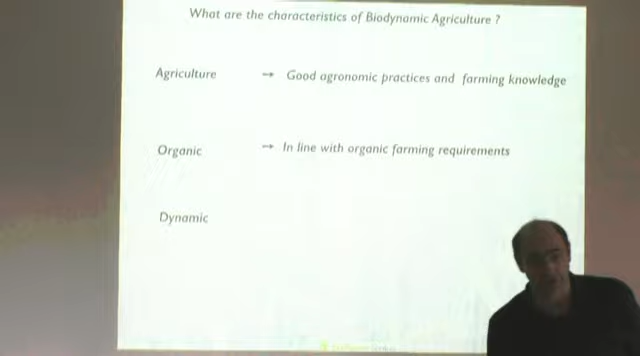 What are the characteristics of Biodynamic Agriculture ?
Agriculture → Good agronomic practices and farming knowledge
Organic → In line with organic farming requirements
Dynamic